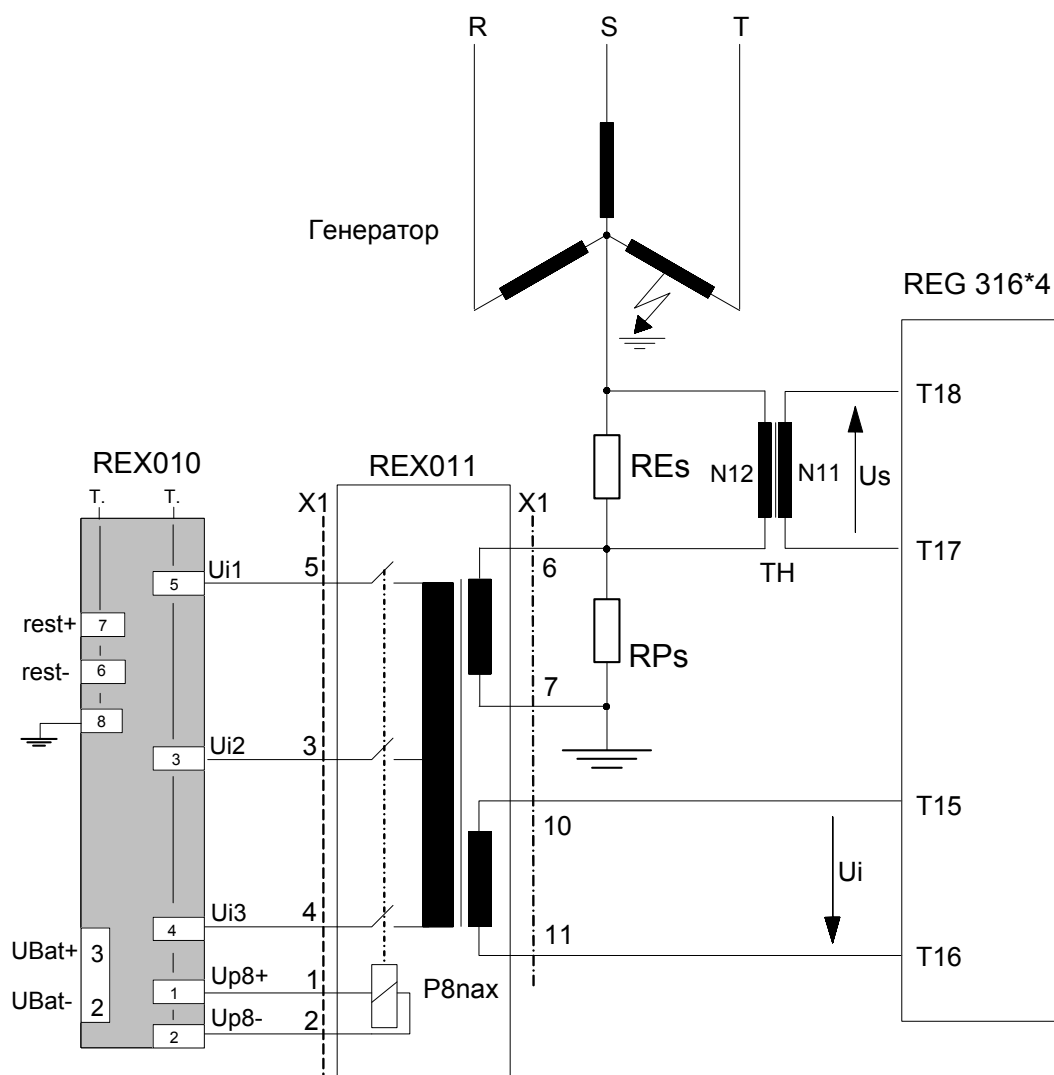 R S T
Генератор
REG 316*4
T18
REX010
REX011
REs
N12 N11
Us
T. T.
X1 X1
T17
5 Ui1 5
6
TH
7 rest+
RPs
6 rest-
7
8
3 Ui2 3
T15
10
Ui
4 Ui3 4
11
UBat+ 3
T16
1 Up8+ 1
P8nax
UBat- 2
2 Up8- 2